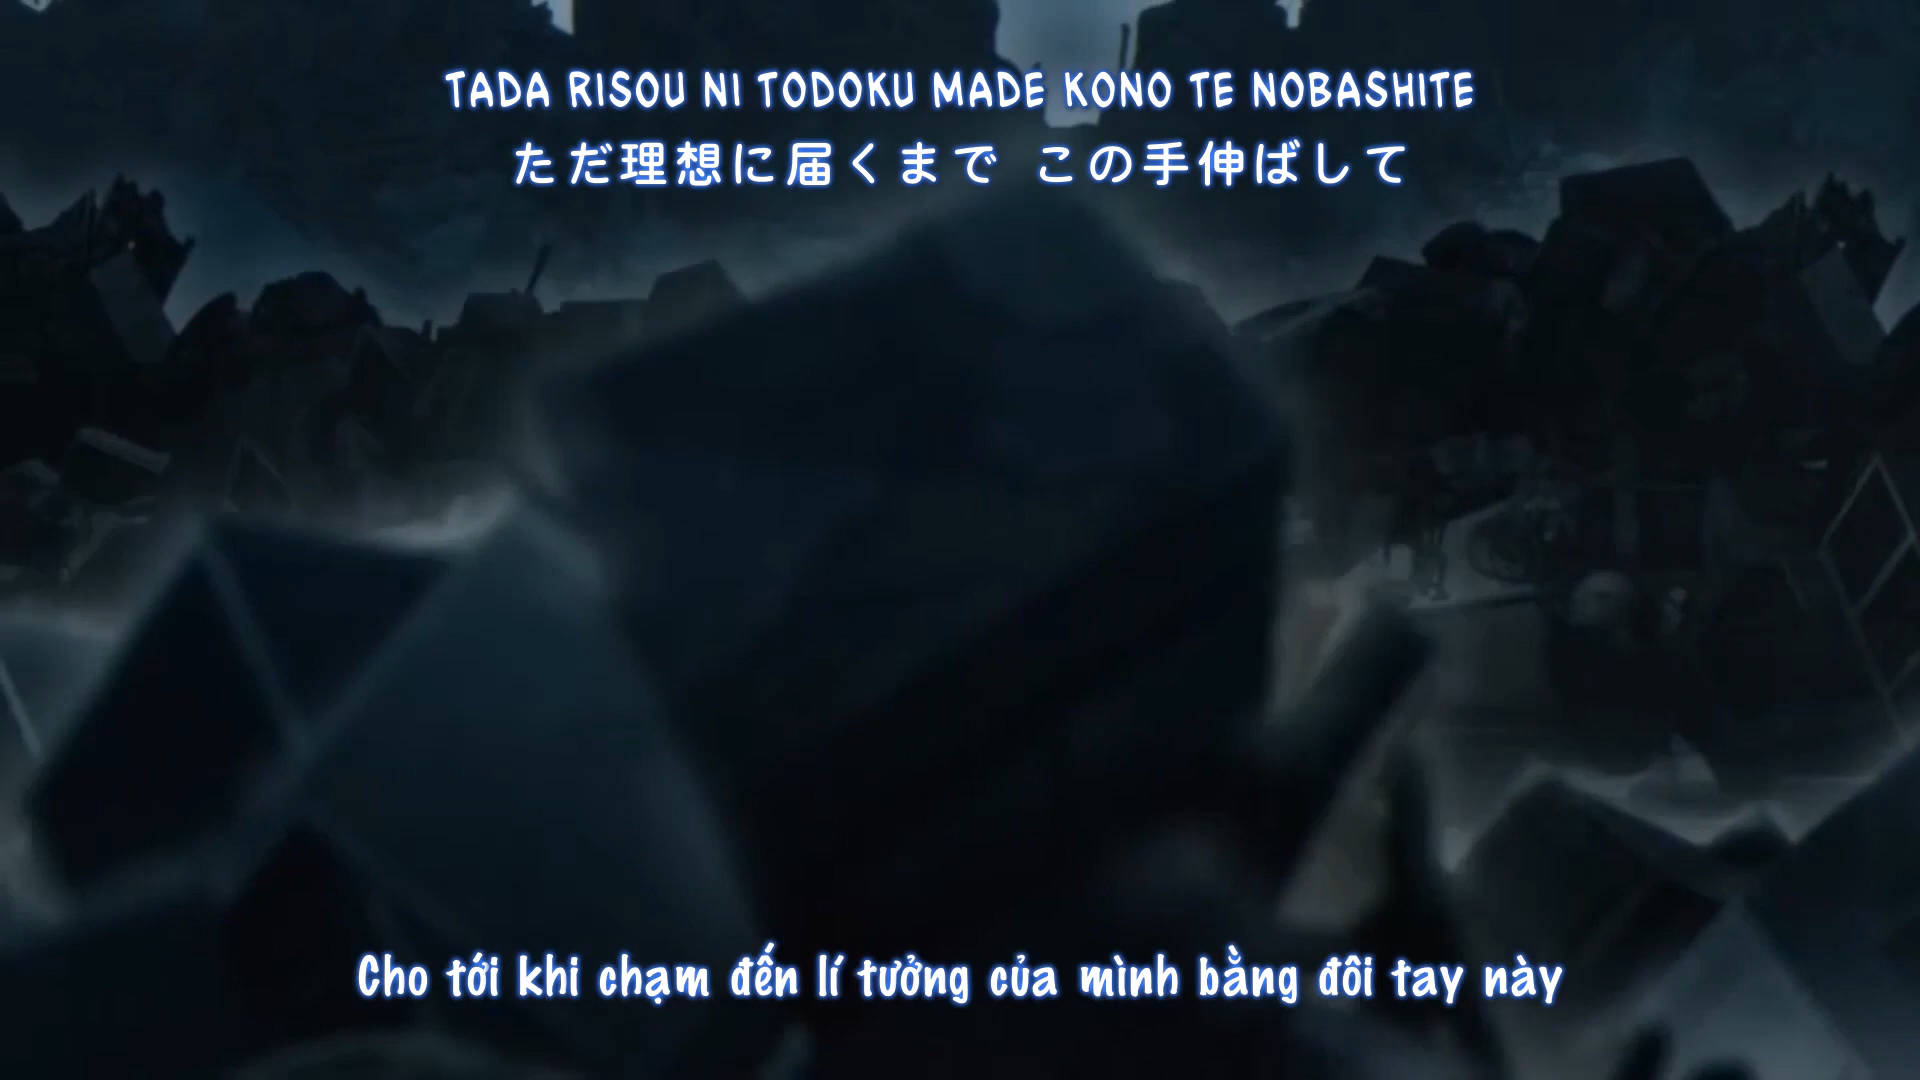 TADA RISOU NI TODOKU MADE KONO TE NOBASHITE
ただ理想に届くまで この手伸ばして
Cho tới khi chạm đến lí tưởng của mình bằng đôi tay này